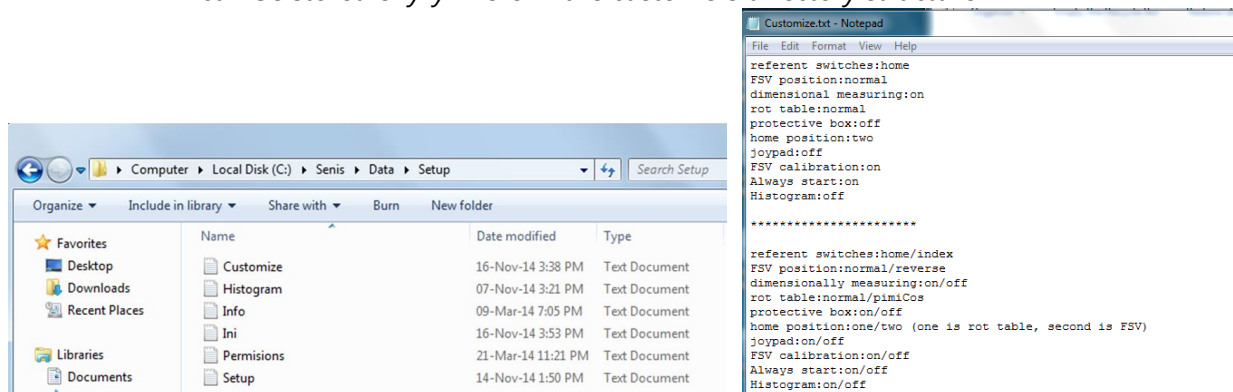 Customize.txt - Notepad
File Edit Format View Help
referent switches:home
FSV position:normal
dimensional measuring:on
rot table:normal
protective box:off
home position:two
joypad:off
FSV calibration:on
Always start:on
Histogram:off
***********************
referent switches:home/index
FSV position:normal/reverse
dimensionally measuring:on/off
rot table:normal/pimiCos
protective box:on/off
home position:one/two (one is rot table, second is FSV)
joypad:on/off
FSV calibration:on/off
Always start:on/off
Histogram:on/off
Computer Local Disk (C:) Senis Data Setup
Search Setup
Organize Include in library Share with Burn New folder
Favorites
Desktop
Downloads
Recent Places
Libraries
Documents
Name Date modified Type
Customize 16-Nov-14 3:38 PM Text Document
Histogram 07-Nov-14 3:21 PM Text Document
Info 09-Mar-14 7:05 PM Text Document
Ini 16-Nov-14 3:53 PM Text Document
Permisions 21-Mar-14 11:21 PM Text Document
Setup 14-Nov-14 1:50 PM Text Document